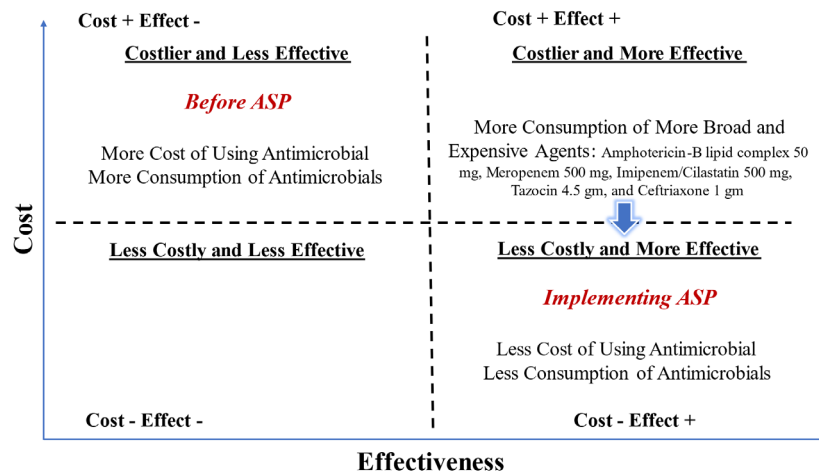 Cost + Effect -
Cost + Effect +
Costlier and Less Effective
Costlier and More Effective
Before ASP
More Cost of Using Antimicrobial
More Consumption of Antimicrobials
More Consumption of More Broad and
Expensive Agents: Amphotericin-B lipid complex 50
mg, Meropenem 500 mg, Imipenem/Cilastatin 500 mg,
Tazocin 4.5 gm, and Ceftriaxone 1 gm
Cost
Less Costly and Less Effective
Less Costly and More Effective
Implementing ASP
Less Cost of Using Antimicrobial
Less Consumption of Antimicrobials
Cost - Effect -
Cost - Effect +
Effectiveness